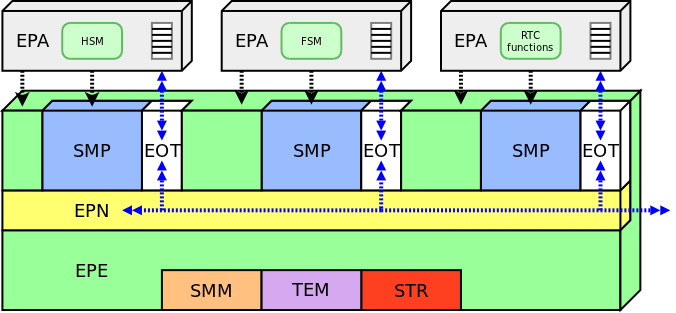 EPA HSM
EPA FSM
EPA RTC
functions
SMP EOT SMP EOT SMP EOT
EPN
EPE
SMM TEM STR